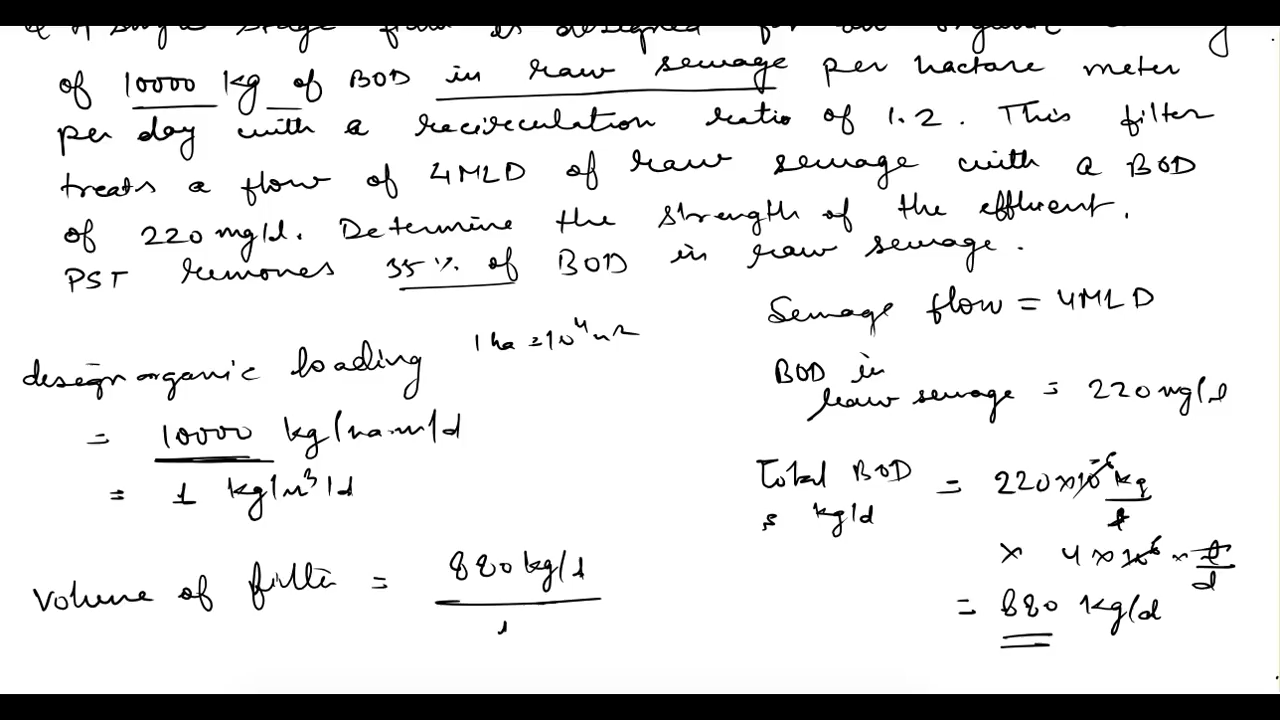 of 10000 kg of BOD in raw sewage per hactare meter
per day with a recirculation ratio of 1.2. This filter
treats a flow of 4MLD of raw sewage with a BOD
of 220 mg/l. Determine the strength of the effluent.
PST removes 35% of BOD in raw sewage.
Sewage flow = 4MLD
1 ha = 10^4 m^2
design organic loading
BOD in
raw sewage = 220 mg/l
= 10000 kg/ha.m/d
= 1 kg/m^3/d
Total BOD = 220 × 10^-6 kg/l
kg/d
× 4 × 10^6 × l/d
= 880 kg/d
Volume of = 880 kg/d